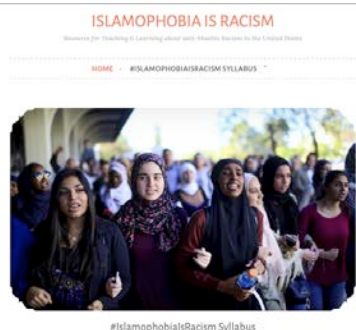 ISLAMOPHOBIA IS RACISM
Resource for Teaching & Learning about anti-Muslim Racism in the United States
HOME - #ISLAMOPHOBIAISRACISM SYLLABUS
#IslamophobiaIsRacism Syllabus